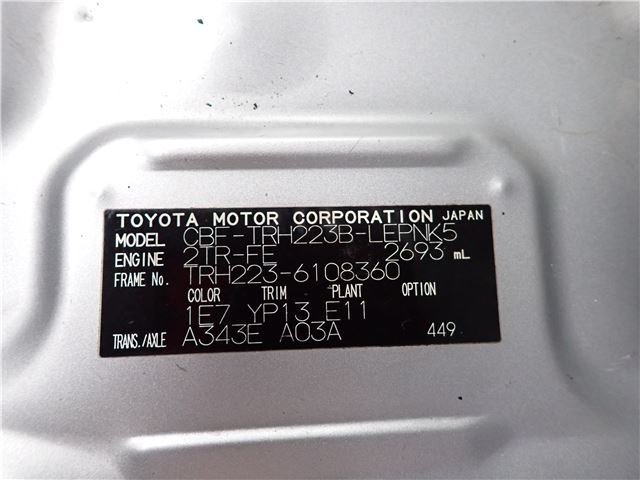 TOYOTA MOTOR CORPORATION JAPAN
MODEL CBF-TRH223B-LEPNK5
ENGINE 2TR-FE 2693 mL
FRAME No. TRH223-6108360
COLOR TRIM PLANT OPTION
1E7 YP13 E11
TRANS./AXLE A343E A03A 449